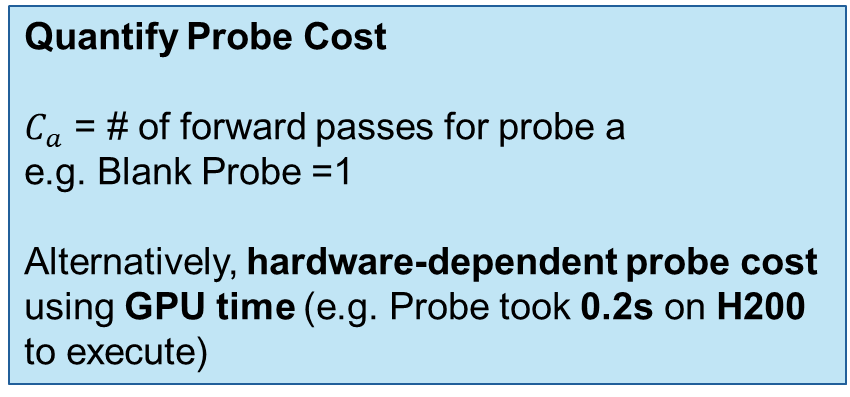 Quantify Probe Cost
𝐶ₐ = # of forward passes for probe a
e.g. Blank Probe =1
Alternatively, hardware-dependent probe cost
using GPU time (e.g. Probe took 0.2s on H200
to execute)